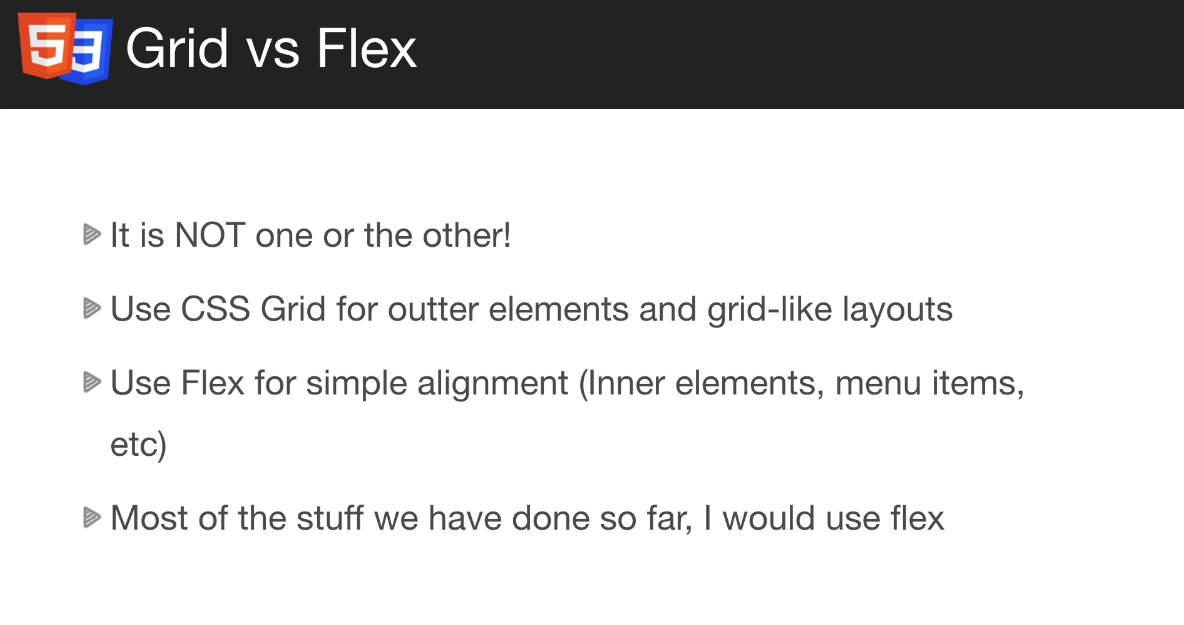 5 3 Grid vs Flex
It is NOT one or the other!
Use CSS Grid for outter elements and grid-like layouts
Use Flex for simple alignment (Inner elements, menu items,
etc)
Most of the stuff we have done so far, I would use flex